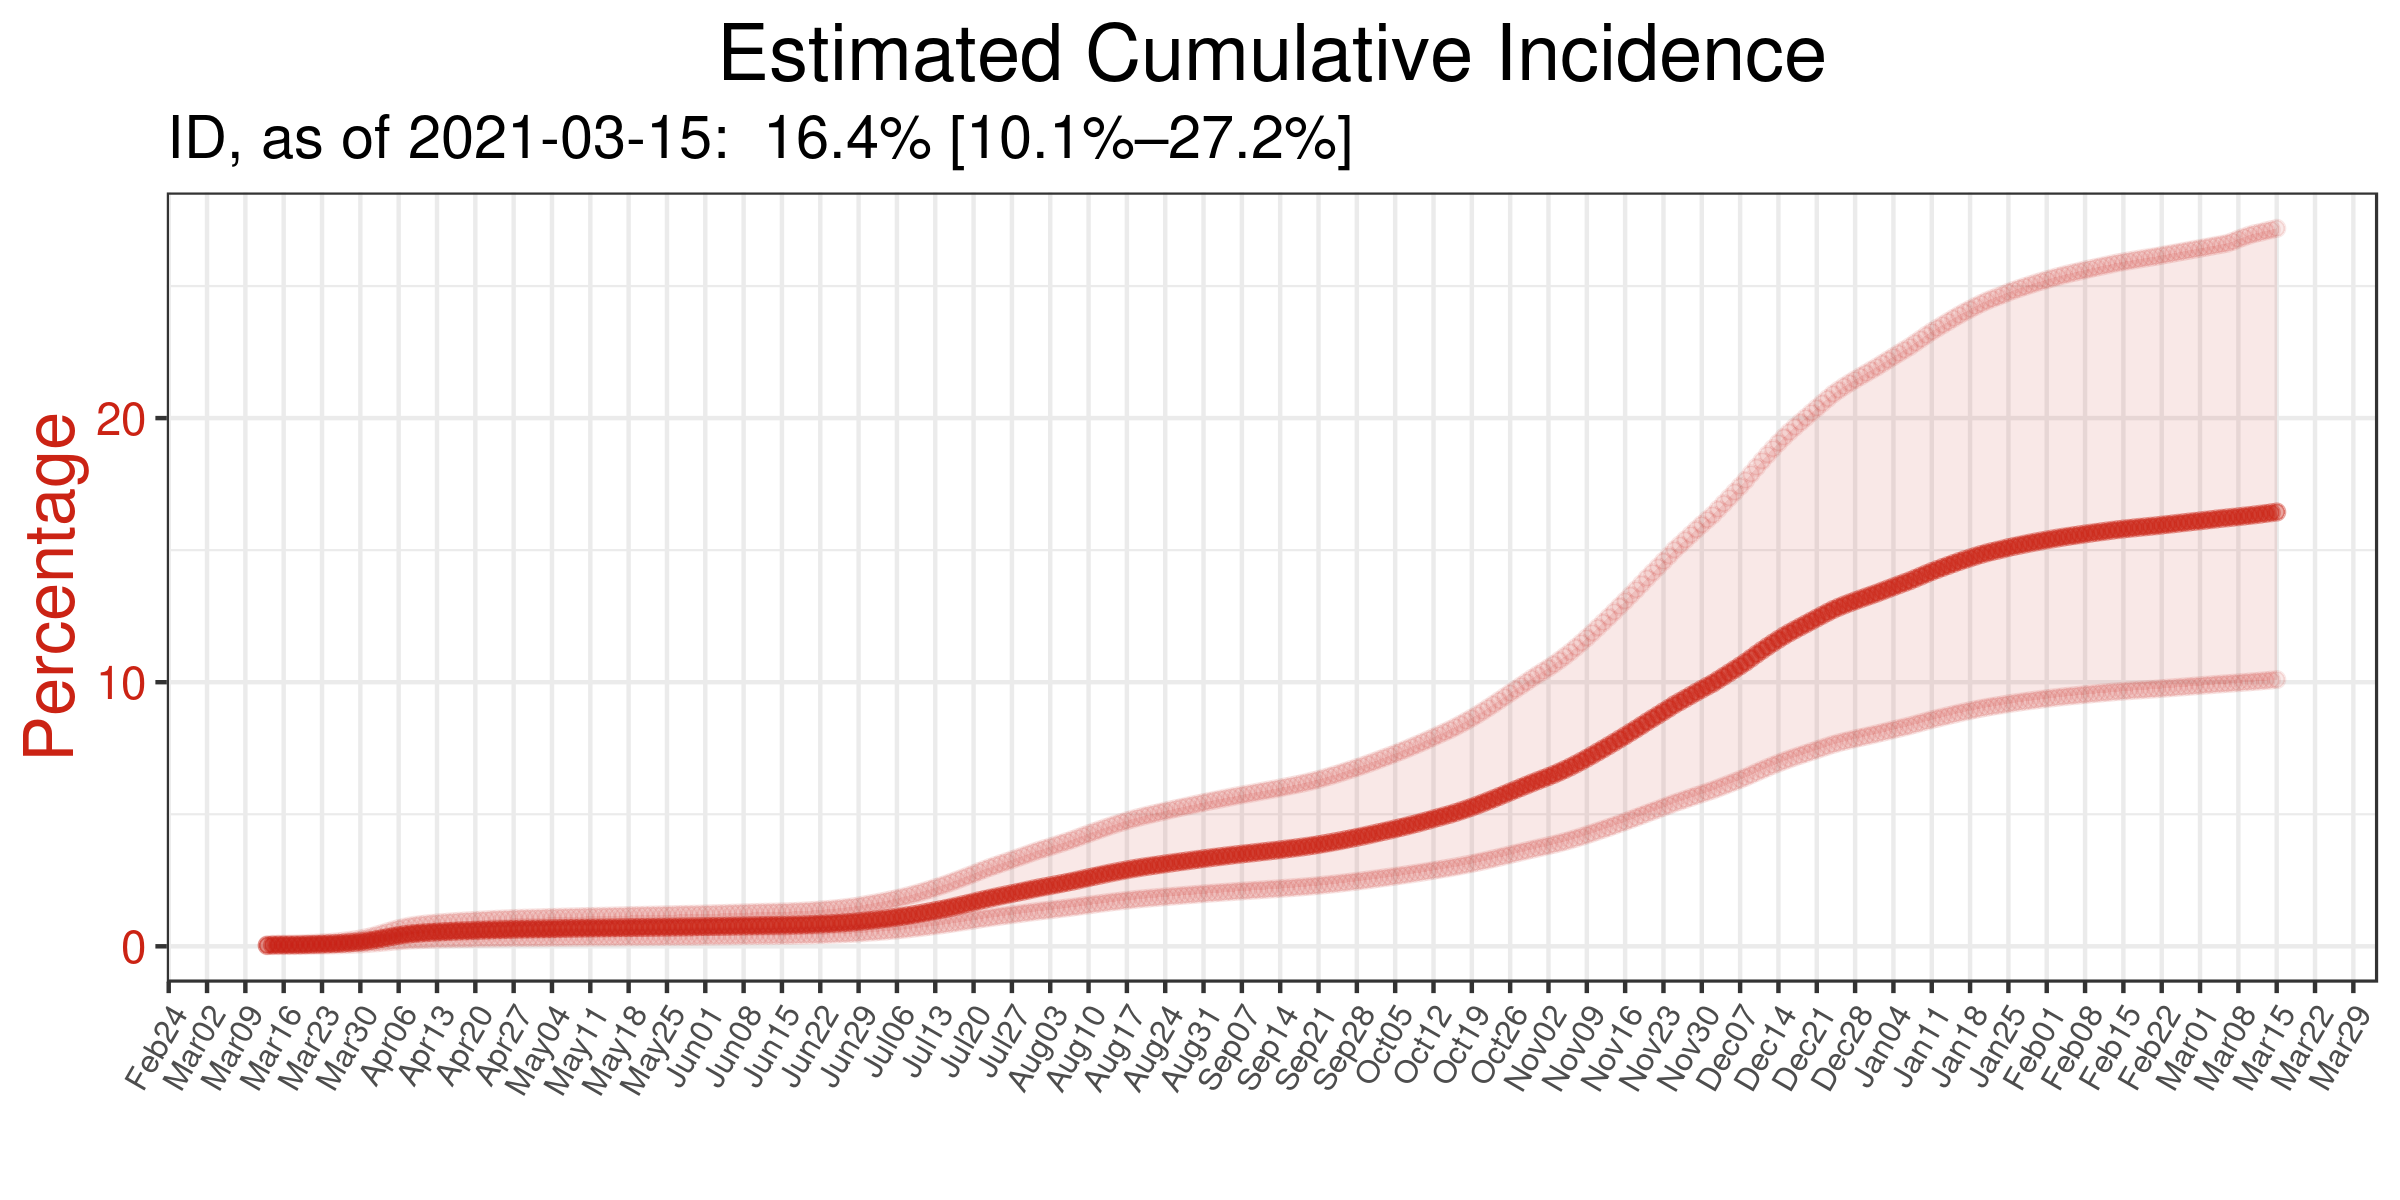 Estimated Cumulative Incidence
ID, as of 2021-03-15:  16.4% [10.1%–27.2%]
Percentage
20
10
0
Feb24
Mar02
Mar09
Mar16
Mar23
Mar30
Apr06
Apr13
Apr20
Apr27
May04
May11
May18
May25
Jun01
Jun08
Jun15
Jun22
Jun29
Jul06
Jul13
Jul20
Jul27
Aug03
Aug10
Aug17
Aug24
Aug31
Sep07
Sep14
Sep21
Sep28
Oct05
Oct12
Oct19
Oct26
Nov02
Nov09
Nov16
Nov23
Nov30
Dec07
Dec14
Dec21
Dec28
Jan04
Jan11
Jan18
Jan25
Feb01
Feb08
Feb15
Feb22
Mar01
Mar08
Mar15
Mar22
Mar29